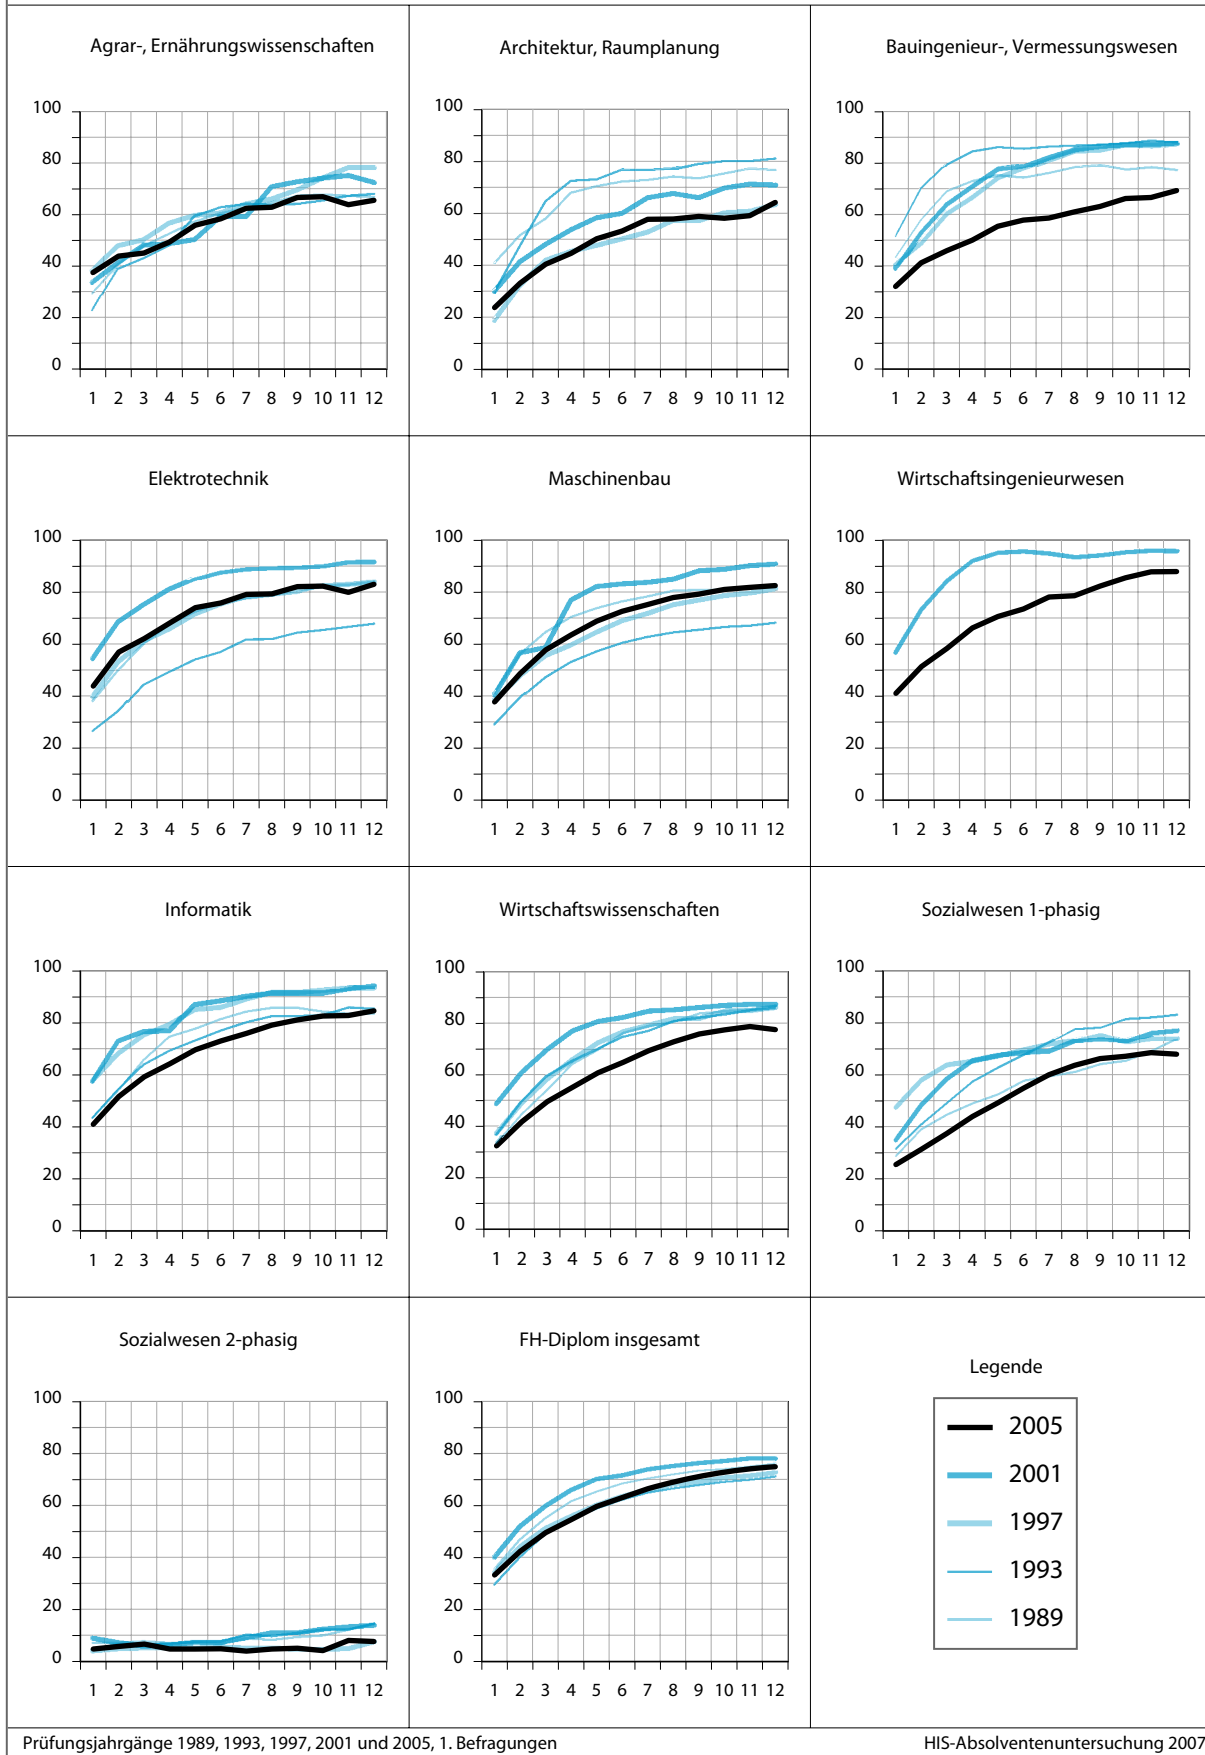 Agrar-, Ernährungswissenschaften
100
80
60
40
20
0
1 2 3 4 5 6 7 8 9 10 11 12
Architektur, Raumplanung
100
80
60
40
20
0
1 2 3 4 5 6 7 8 9 10 11 12
Bauingenieur-, Vermessungswesen
100
80
60
40
20
0
1 2 3 4 5 6 7 8 9 10 11 12
Elektrotechnik
100
80
60
40
20
0
1 2 3 4 5 6 7 8 9 10 11 12
Maschinenbau
100
80
60
40
20
0
1 2 3 4 5 6 7 8 9 10 11 12
Wirtschaftsingenieurwesen
100
80
60
40
20
0
1 2 3 4 5 6 7 8 9 10 11 12
Informatik
100
80
60
40
20
0
1 2 3 4 5 6 7 8 9 10 11 12
Wirtschaftswissenschaften
100
80
60
40
20
0
1 2 3 4 5 6 7 8 9 10 11 12
Sozialwesen 1-phasig
100
80
60
40
20
0
1 2 3 4 5 6 7 8 9 10 11 12
Sozialwesen 2-phasig
100
80
60
40
20
0
1 2 3 4 5 6 7 8 9 10 11 12
FH-Diplom insgesamt
100
80
60
40
20
0
1 2 3 4 5 6 7 8 9 10 11 12
Legende
2005
2001
1997
1993
1989
Prüfungsjahrgänge 1989, 1993, 1997, 2001 und 2005, 1. Befragungen
HIS-Absolventenuntersuchung 2007